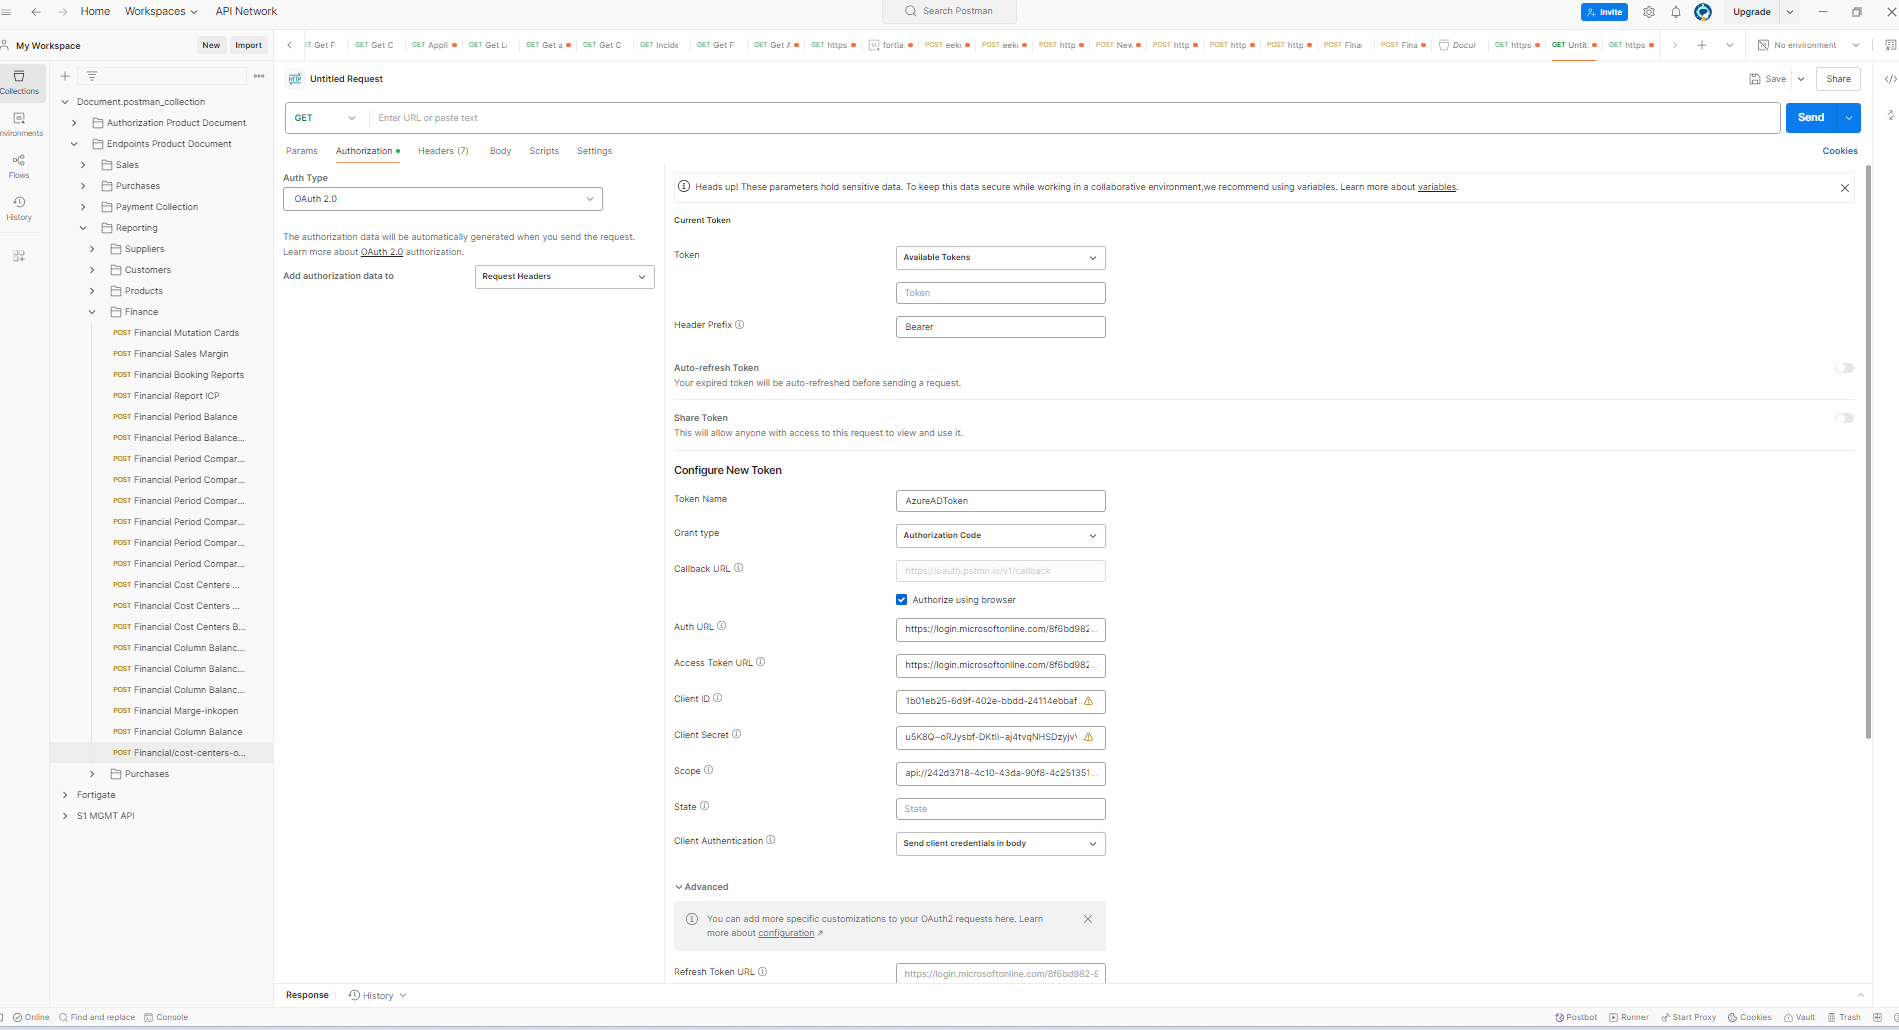 Home
Workspaces
API Network
Search Postman
Invite
Upgrade
My Workspace
New
Import
GET Get F
GET Get C
GET Appli
GET Get L
GET Get a
GET Get C
GET Incide
GET Get F
GET Get A
GET https
fortia
POST eek
POST eek
POST http
POST New
POST http
POST http
POST http
POST Fina
POST Fina
Docur
GET https
GET Untit
GET https
No environment
Collections
nvironments
Flows
History
Document.postman_collection
Authorization Product Document
Endpoints Product Document
Sales
Purchases
Payment Collection
Reporting
Suppliers
Customers
Products
Finance
POST Financial Mutation Cards
POST Financial Sales Margin
POST Financial Booking Reports
POST Financial Report ICP
POST Financial Period Balance
POST Financial Period Balance...
POST Financial Period Compar...
POST Financial Period Compar...
POST Financial Period Compar...
POST Financial Period Compar...
POST Financial Period Compar...
POST Financial Period Compar...
POST Financial Cost Centers ...
POST Financial Cost Centers ...
POST Financial Cost Centers B...
POST Financial Column Balanc...
POST Financial Column Balanc...
POST Financial Column Balanc...
POST Financial Marge-inkopen
POST Financial Column Balance
POST Financial/cost-centers-o...
Purchases
Fortigate
S1 MGMT API
HTTP
Untitled Request
Save
Share
GET
Enter URL or paste text
Send
Params
Authorization
Headers (7)
Body
Scripts
Settings
Cookies
Auth Type
OAuth 2.0
The authorization data will be automatically generated when you send the request.
Learn more about OAuth 2.0 authorization.
Add authorization data to
Request Headers
Heads up! These parameters hold sensitive data. To keep this data secure while working in a collaborative environment,we recommend using variables. Learn more about variables.
Current Token
Token
Available Tokens
Token
Header Prefix
Bearer
Auto-refresh Token
Your expired token will be auto-refreshed before sending a request.
Share Token
This will allow anyone with access to this request to view and use it.
Configure New Token
Token Name
AzureADToken
Grant type
Authorization Code
Callback URL
https://oauth.pstmn.io/v1/callback
Authorize using browser
Auth URL
https://login.microsoftonline.com/8f6bd982...
Access Token URL
https://login.microsoftonline.com/8f6bd982...
Client ID
1b01eb25-6d9f-402e-bbdd-24114ebbaf...
Client Secret
u5K8Q~oRJysbf-DKtli~aj4tvqNHSDzyjv\...
Scope
api://242d3718-4c10-43da-90f8-4c251351...
State
State
Client Authentication
Send client credentials in body
Advanced
You can add more specific customizations to your OAuth2 requests here. Learn
more about configuration
Refresh Token URL
https://login.microsoftonline.com/8f6bd982-9
Response
History
Online
Find and replace
Console
Postbot
Runner
Start Proxy
Cookies
Vault
Trash